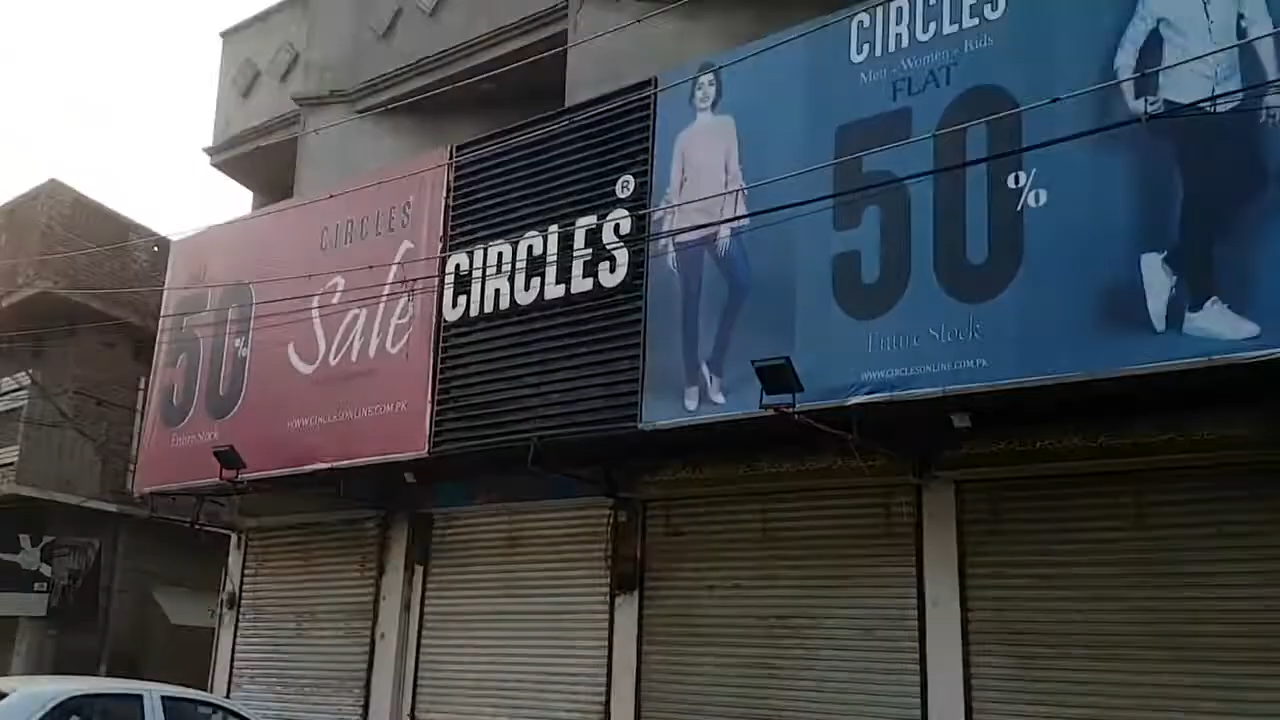 CIRCLES
Sale
50%
Entire Stock
WWW.CIRCLESONLINE.COM.PK
CIRCLES®
CIRCLES
Men - Women - Kids
FLAT
50%
Entire Stock
WWW.CIRCLESONLINE.COM.PK